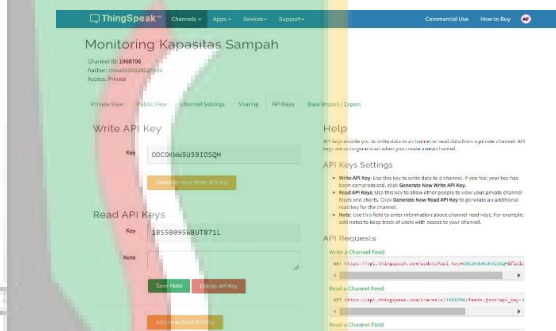 ThingSpeak™ Channels Apps Devices Support Commercial Use How to Buy AP
Monitoring Kapasitas Sampah
Channel ID: 1968706
Access: Private
Private View Public View Channel Settings Sharing API Keys Data Import / Export
Write API Key
Key
Generate New Write API Key
Read API Keys
Key
Note
Save Note Delete API Key
Add New Read API Key
Help
API keys enable you to write data to a channel or read data from a private channel. API
keys are auto-generated when you create a new channel.
API Keys Settings
Write API Key: Use this key to write data to a channel. If you feel your key has
been compromised, click Generate New Write API Key.
Read API Keys: Use this key to allow other people to view your private channel
feeds and charts. Click Generate New Read API Key to generate an additional
read key for the channel.
Note: Use this field to enter information about channel read keys. For example,
add notes to keep track of users with access to your channel.
API Requests
Write a Channel Feed
Read a Channel Feed
Read a Channel Field